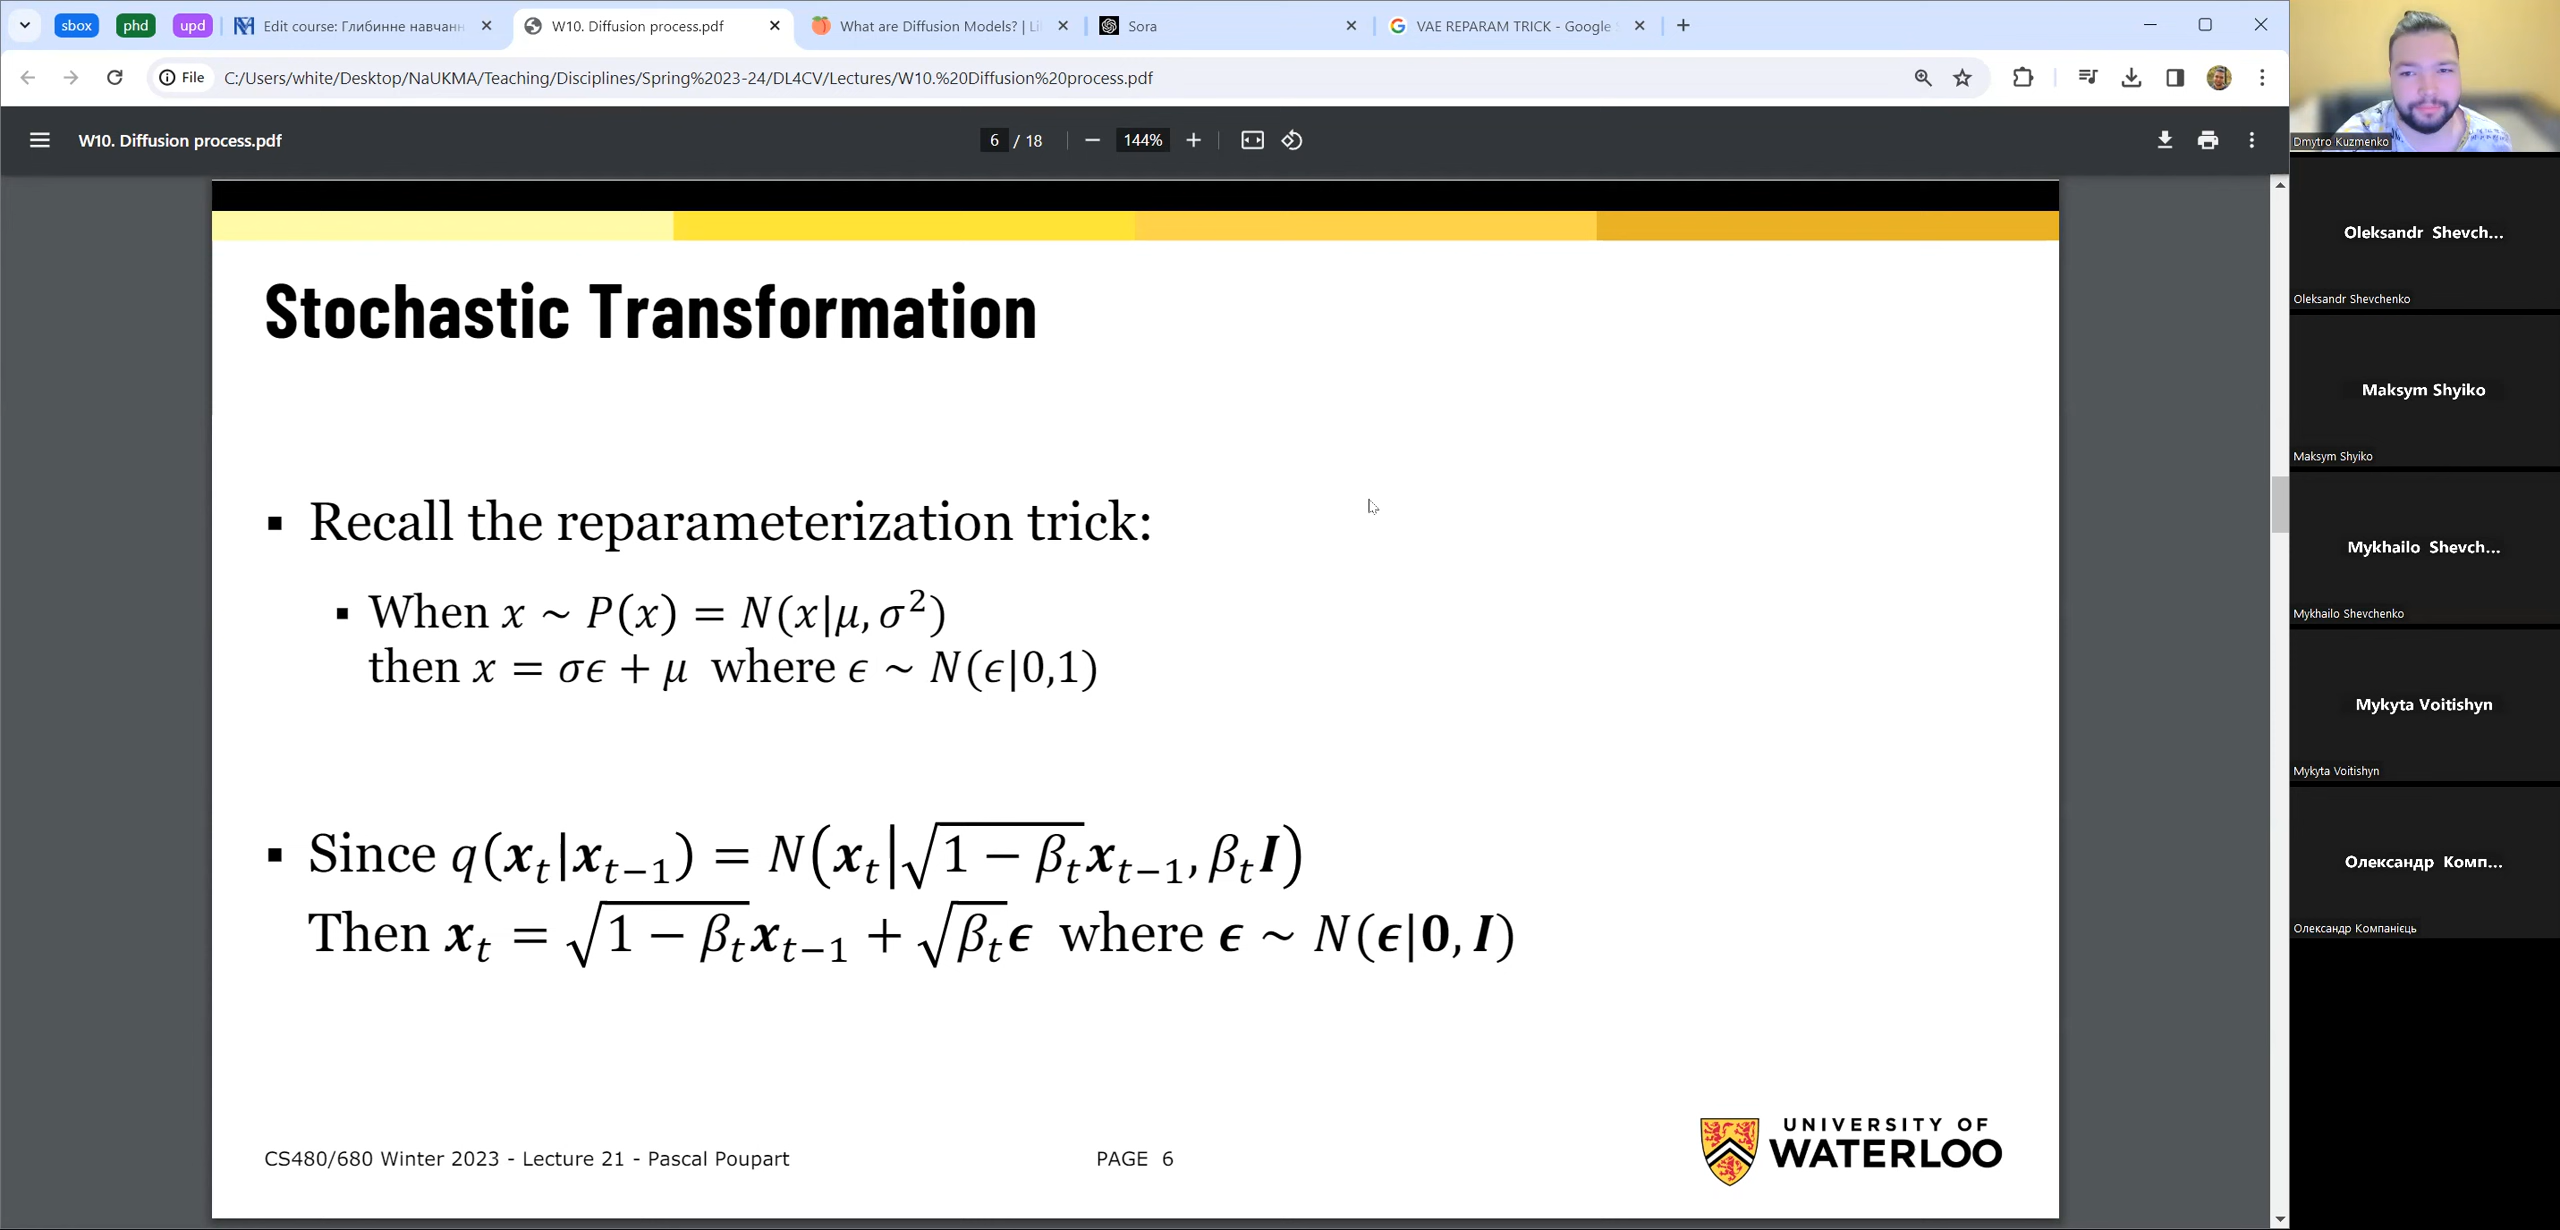 sbox
phd
upd
Edit course: Глибинне навчанн
W10. Diffusion process.pdf
What are Diffusion Models? | Li
Sora
VAE REPARAM TRICK - Google S
File
C:/Users/white/Desktop/NaUKMA/Teaching/Disciplines/Spring%2023-24/DL4CV/Lectures/W10.%20Diffusion%20process.pdf
W10. Diffusion process.pdf
6 / 18
144%
Stochastic Transformation
▪ Recall the reparameterization trick:
▪ When x ~ P(x) = N(x|μ, σ²)
then x = σϵ + μ where ϵ ~ N(ϵ|0,1)
▪ Since q(𝒙ₜ|𝒙ₜ₋₁) = N(𝒙ₜ|√(1 − βₜ)𝒙ₜ₋₁, βₜ𝑰)
Then 𝒙ₜ = √(1 − βₜ)𝒙ₜ₋₁ + √βₜ𝝐 where 𝝐 ~ N(𝝐|𝟎, 𝑰)
CS480/680 Winter 2023 - Lecture 21 - Pascal Poupart
PAGE 6
UNIVERSITY OF
WATERLOO
Dmytro Kuzmenko
Oleksandr Shevch...
Oleksandr Shevchenko
Maksym Shyiko
Maksym Shyiko
Mykhailo Shevch...
Mykhailo Shevchenko
Mykyta Voitishyn
Mykyta Voitishyn
Олександр Комп...
Олександр Компанієць